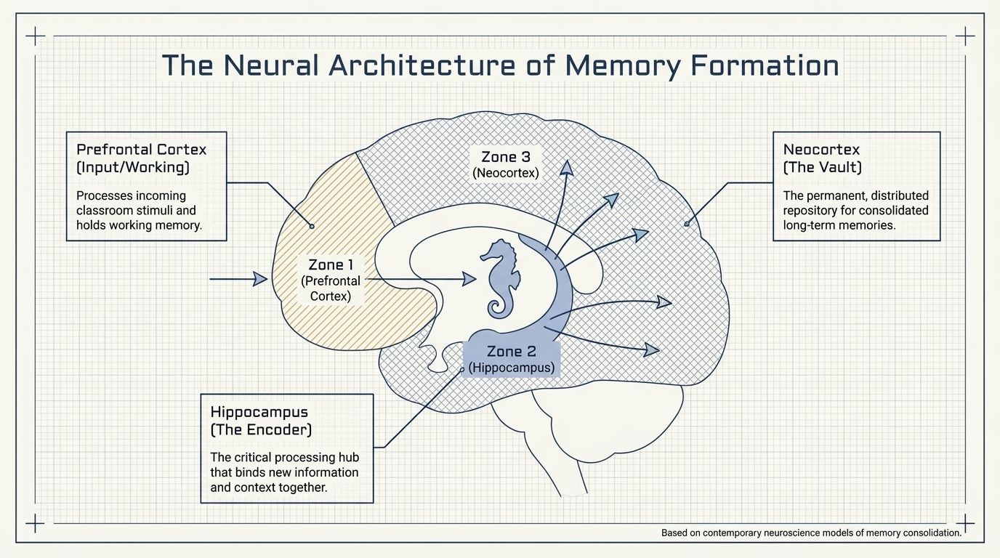 The Neural Architecture of Memory Formation
Prefrontal Cortex
(Input/Working)
Processes incoming
classroom stimuli and
holds working memory.
Zone 3
(Neocortex)
Neocortex
(The Vault)
The permanent, distributed
repository for consolidated
long-term memories.
Zone 1
(Prefrontal
Cortex)
Zone 2
(Hippocampus)
Hippocampus
(The Encoder)
The critical processing hub
that binds new information
and context together.
Based on contemporary neuroscience models of memory consolidation.